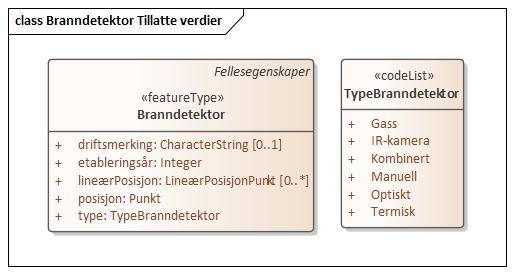 class Branndetektor Tillatte verdier
Fellesegenskaper
«featureType»
Branndetektor
+ driftsmerking: CharacterString [0..1]
+ etableringsår: Integer
+ lineærPosisjon: LineærPosisjonPunkt [0..*]
+ posisjon: Punkt
+ type: TypeBranndetektor
«codeList»
TypeBranndetektor
+ Gass
+ IR-kamera
+ Kombinert
+ Manuell
+ Optiskt
+ Termisk